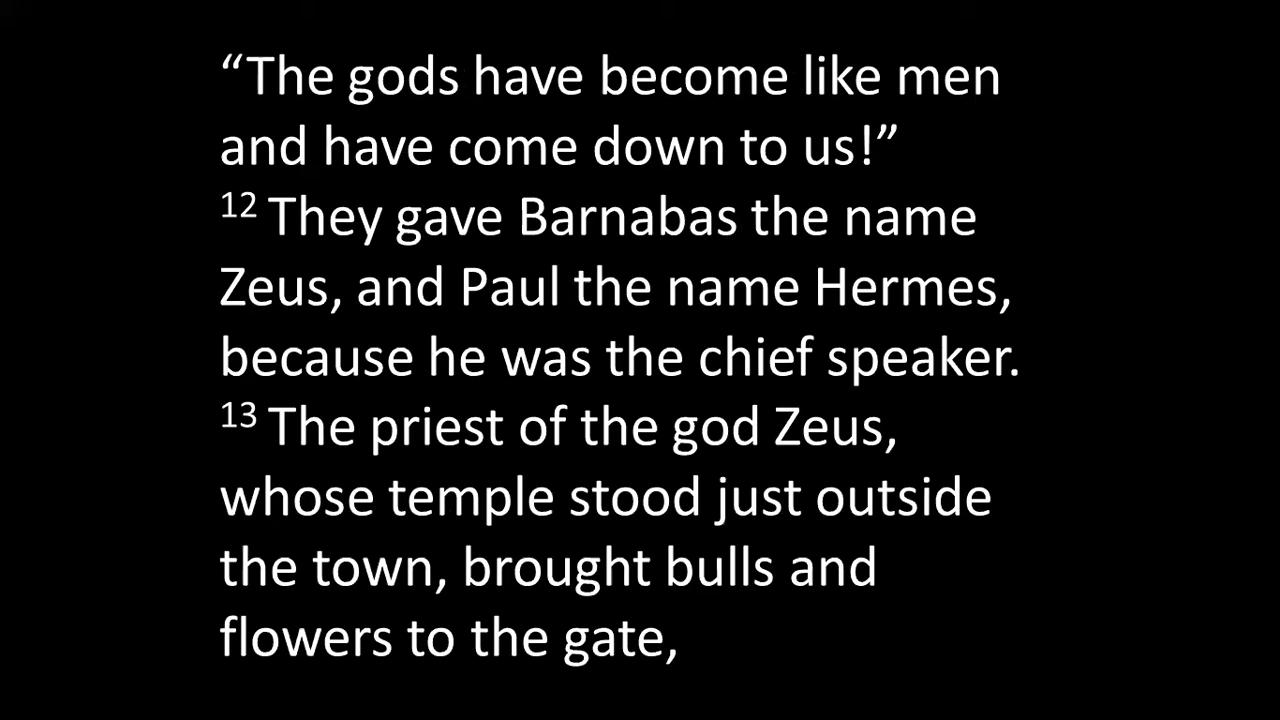 “The gods have become like men
and have come down to us!”
12 They gave Barnabas the name
Zeus, and Paul the name Hermes,
because he was the chief speaker.
13 The priest of the god Zeus,
whose temple stood just outside
the town, brought bulls and
flowers to the gate,